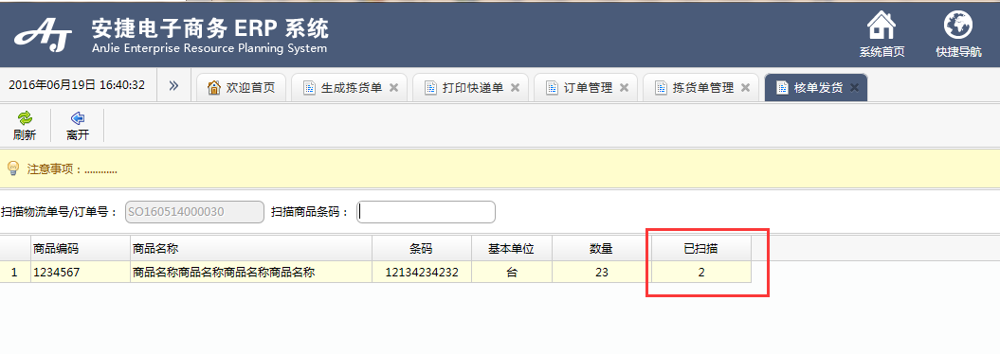 AJ 安捷电子商务 ERP 系统
AnJie Enterprise Resource Planning System
系统首页 快捷导航
2016年06月19日 16:40:32 » 欢迎首页 生成拣货单 打印快递单 订单管理 拣货单管理 核单发货
刷新 离开
注意事项：............
扫描物流单号/订单号： SO160514000030 扫描商品条码：
商品编码 商品名称 条码 基本单位 数量 已扫描
1 1234567 商品名称商品名称商品名称商品名称 12134234232 台 23 2